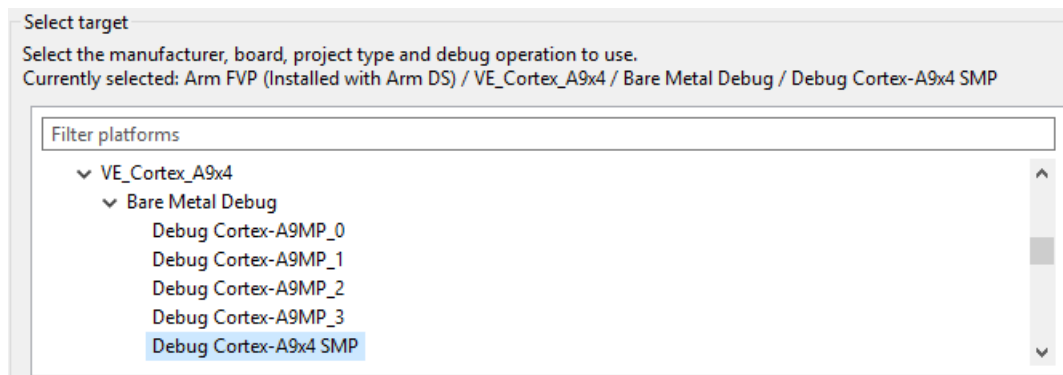 Select target
Select the manufacturer, board, project type and debug operation to use.
Currently selected: Arm FVP (Installed with Arm DS) / VE_Cortex_A9x4 / Bare Metal Debug / Debug Cortex-A9x4 SMP
Filter platforms
VE_Cortex_A9x4
Bare Metal Debug
Debug Cortex-A9MP_0
Debug Cortex-A9MP_1
Debug Cortex-A9MP_2
Debug Cortex-A9MP_3
Debug Cortex-A9x4 SMP